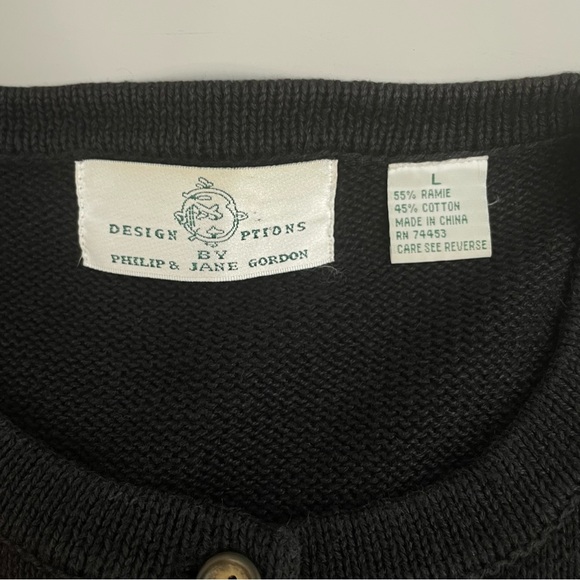 DESIGN OPTIONS
BY
PHILIP & JANE GORDON
L
55% RAMIE
45% COTTON
MADE IN CHINA
RN 74453
CARE SEE REVERSE